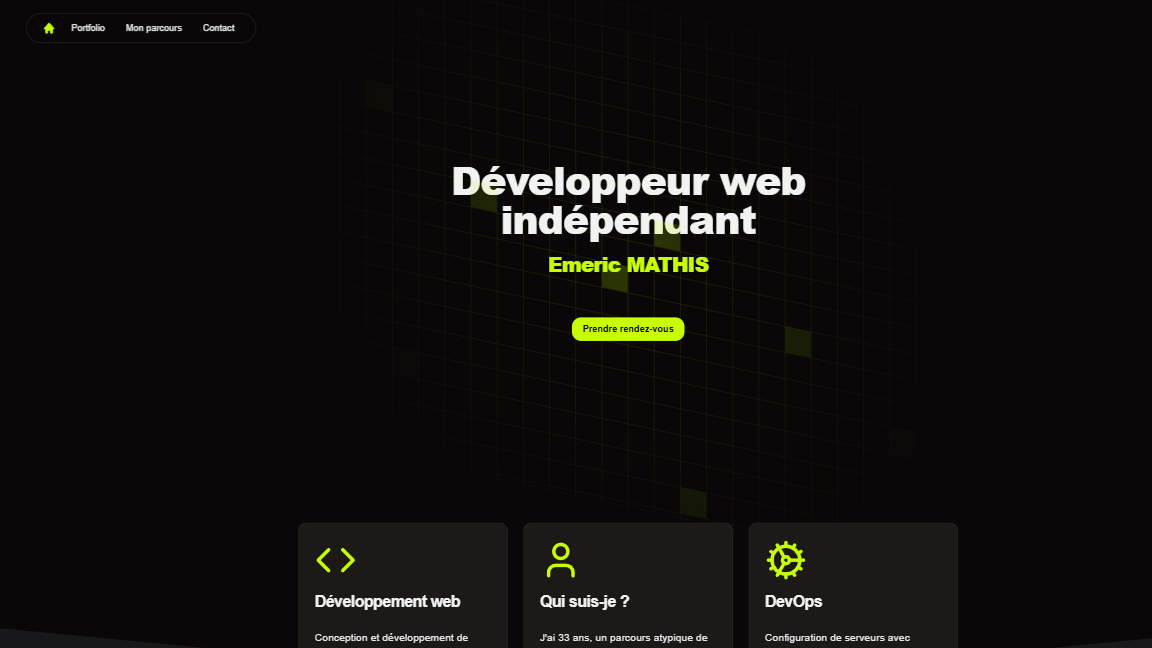 Portfolio
Mon parcours
Contact
Développeur web
indépendant
Emeric MATHIS
Prendre rendez-vous
Développement web
Conception et développement de
Qui suis-je ?
J'ai 33 ans, un parcours atypique de
DevOps
Configuration de serveurs avec